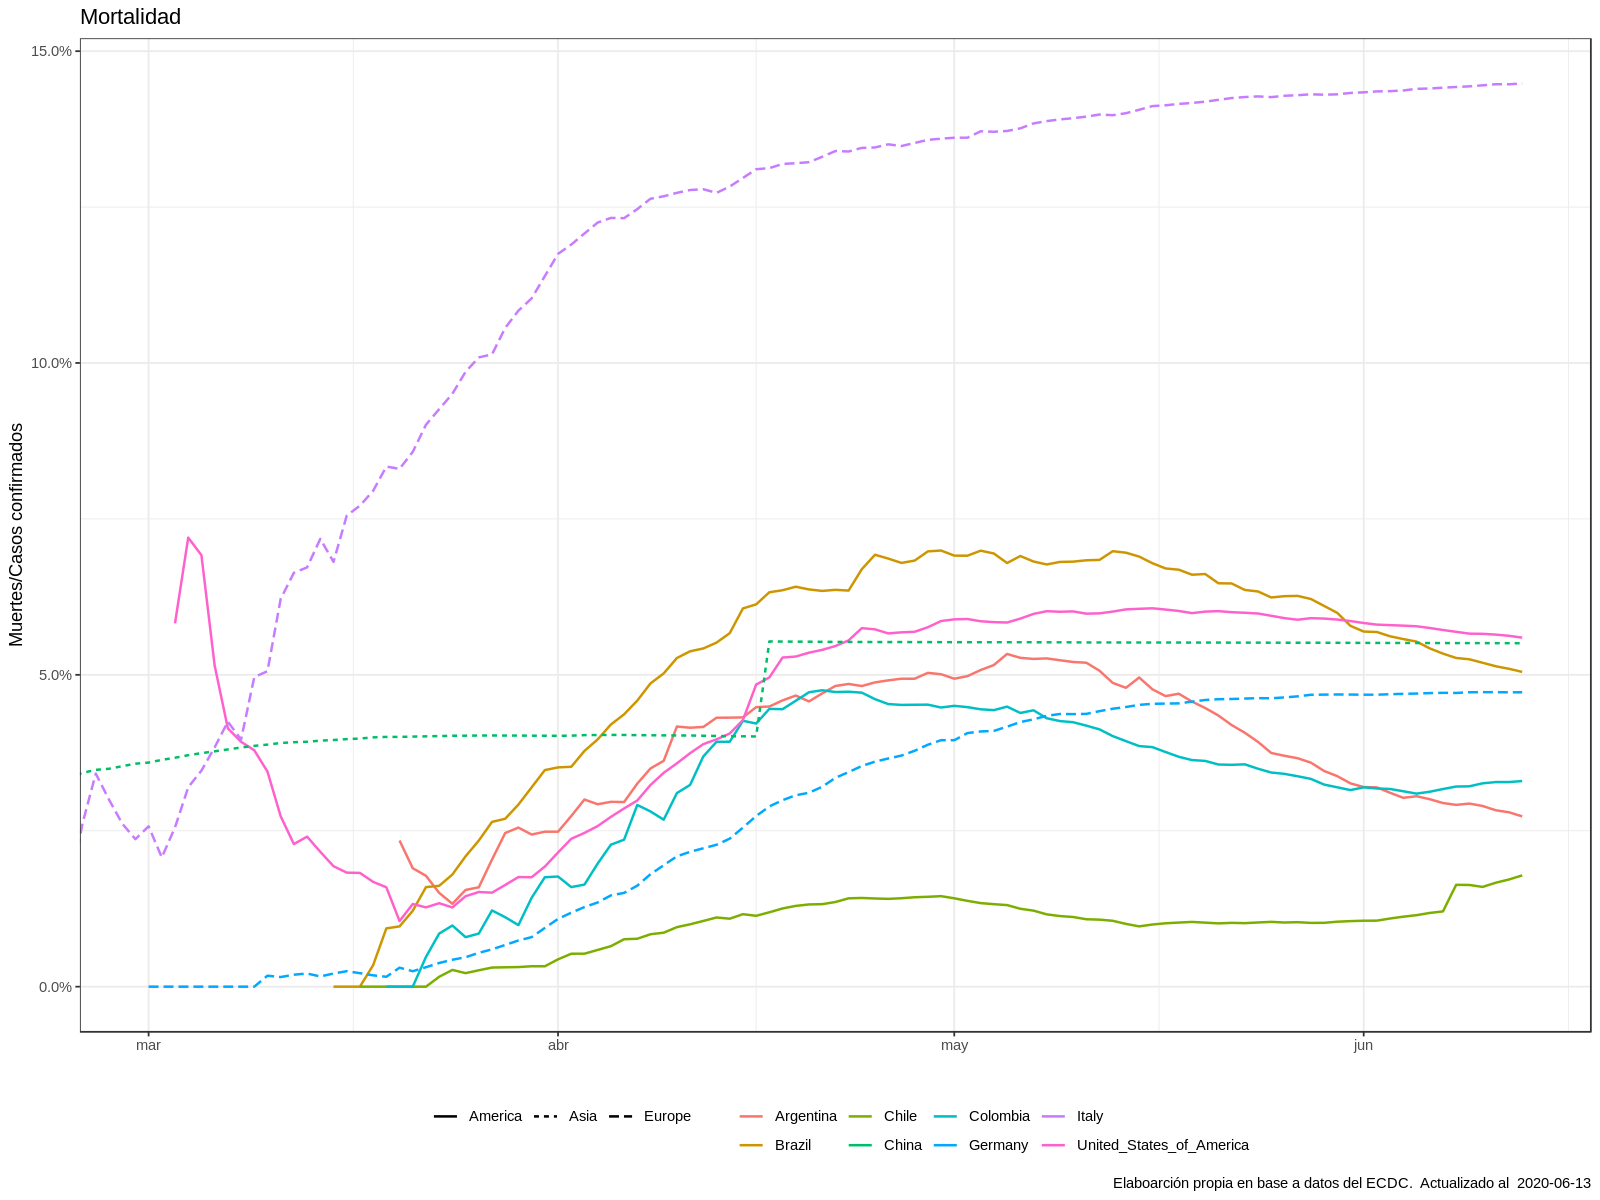 Mortalidad
15.0%
10.0%
5.0%
0.0%
Muertes/Casos confirmados
mar abr may jun
America Asia Europe Argentina Chile Colombia Italy
Brazil China Germany United_States_of_America
Elaboarción propia en base a datos del ECDC. Actualizado al 2020-06-13